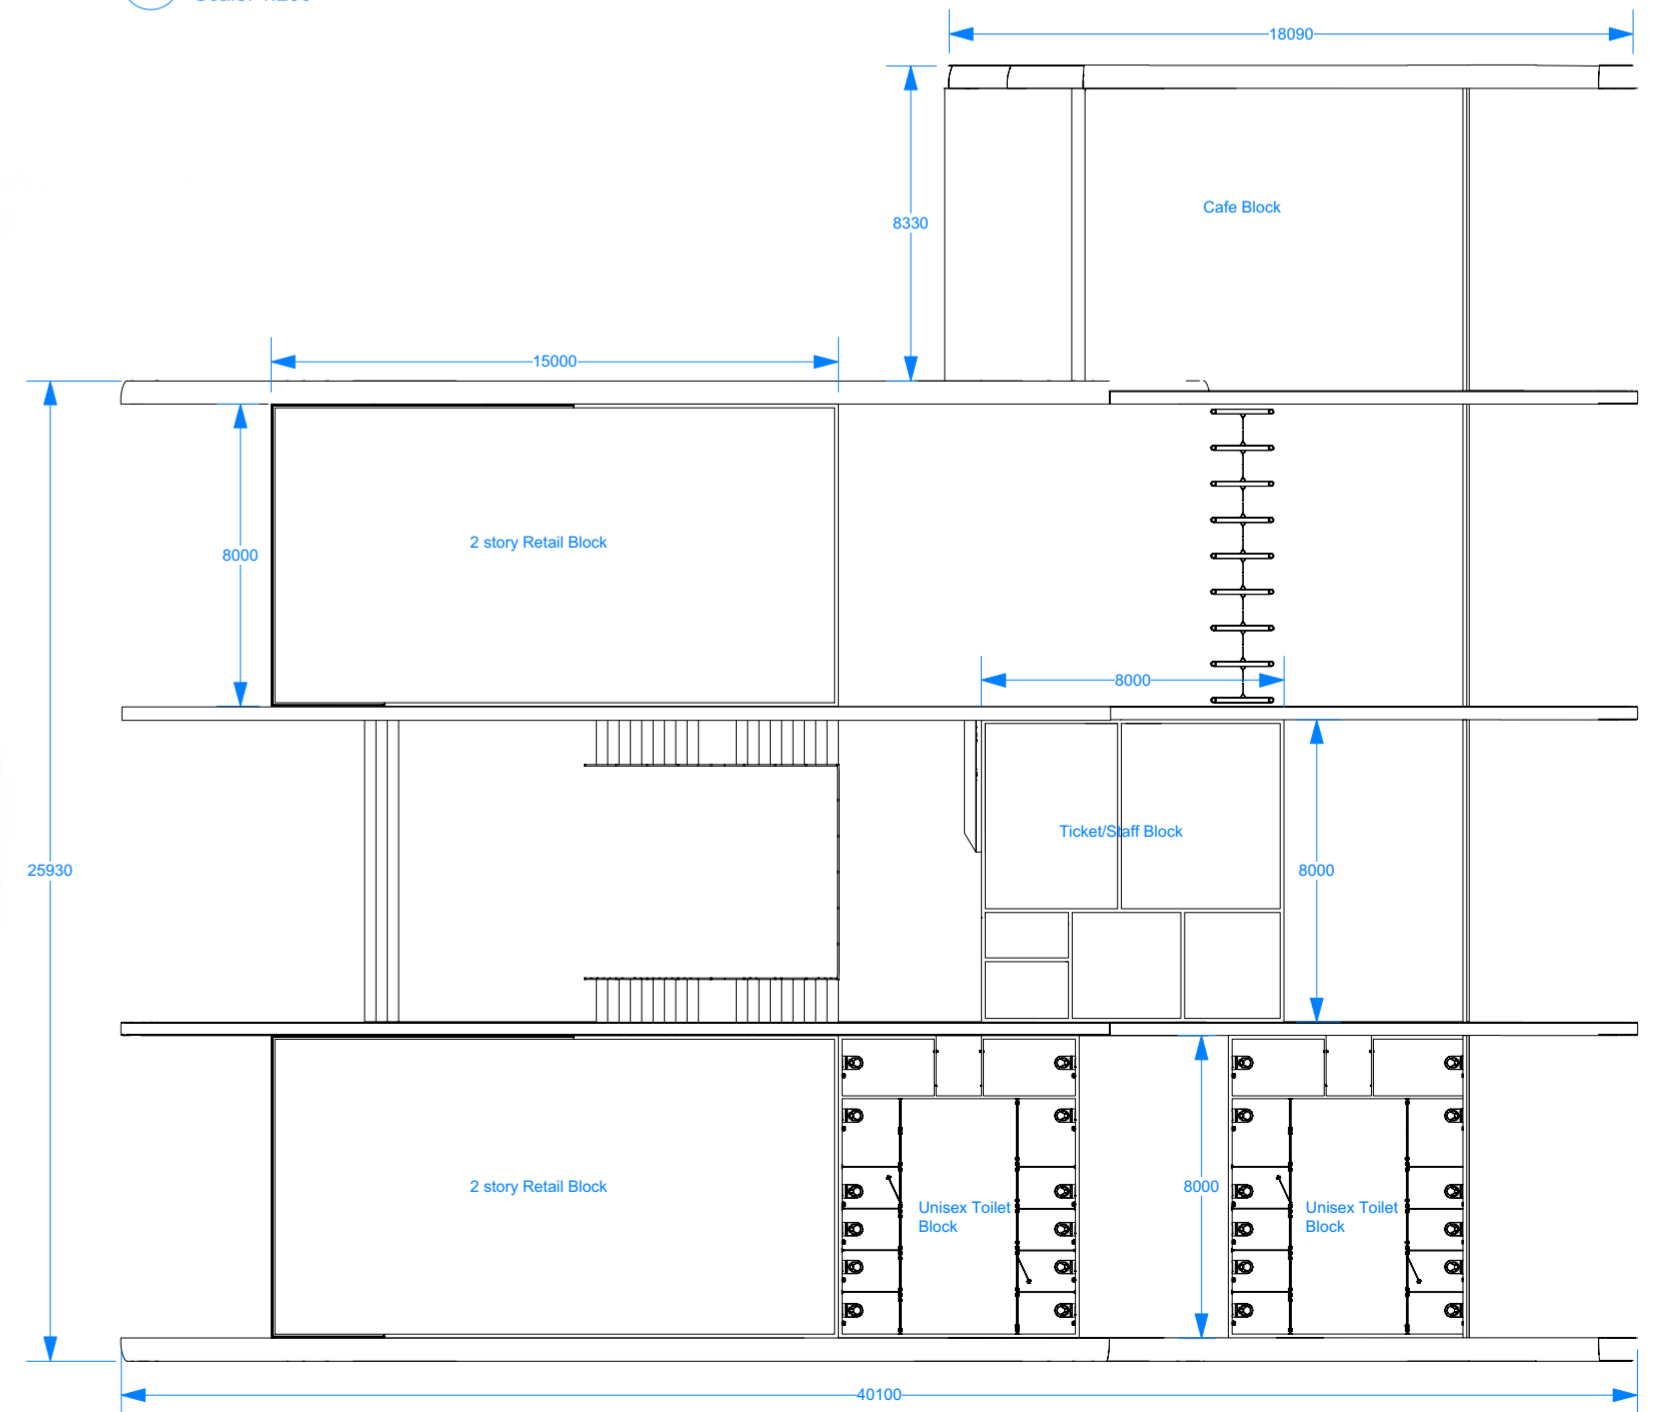 18090
8330
Cafe Block
15000
8000
2 story Retail Block
8000
Ticket/Staff Block
8000
25930
2 story Retail Block
8000
Unisex Toilet
Block
Unisex Toilet
Block
40100